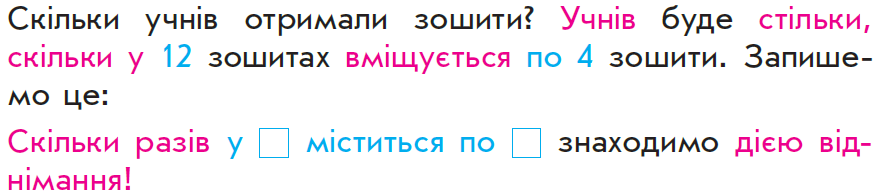 Скільки учнів отримали зошити? Учнів буде стільки,
скільки у 12 зошитах вміщується по 4 зошити. Запише-
мо це:
Скільки разів у □ міститься по □ знаходимо дією від-
німання!